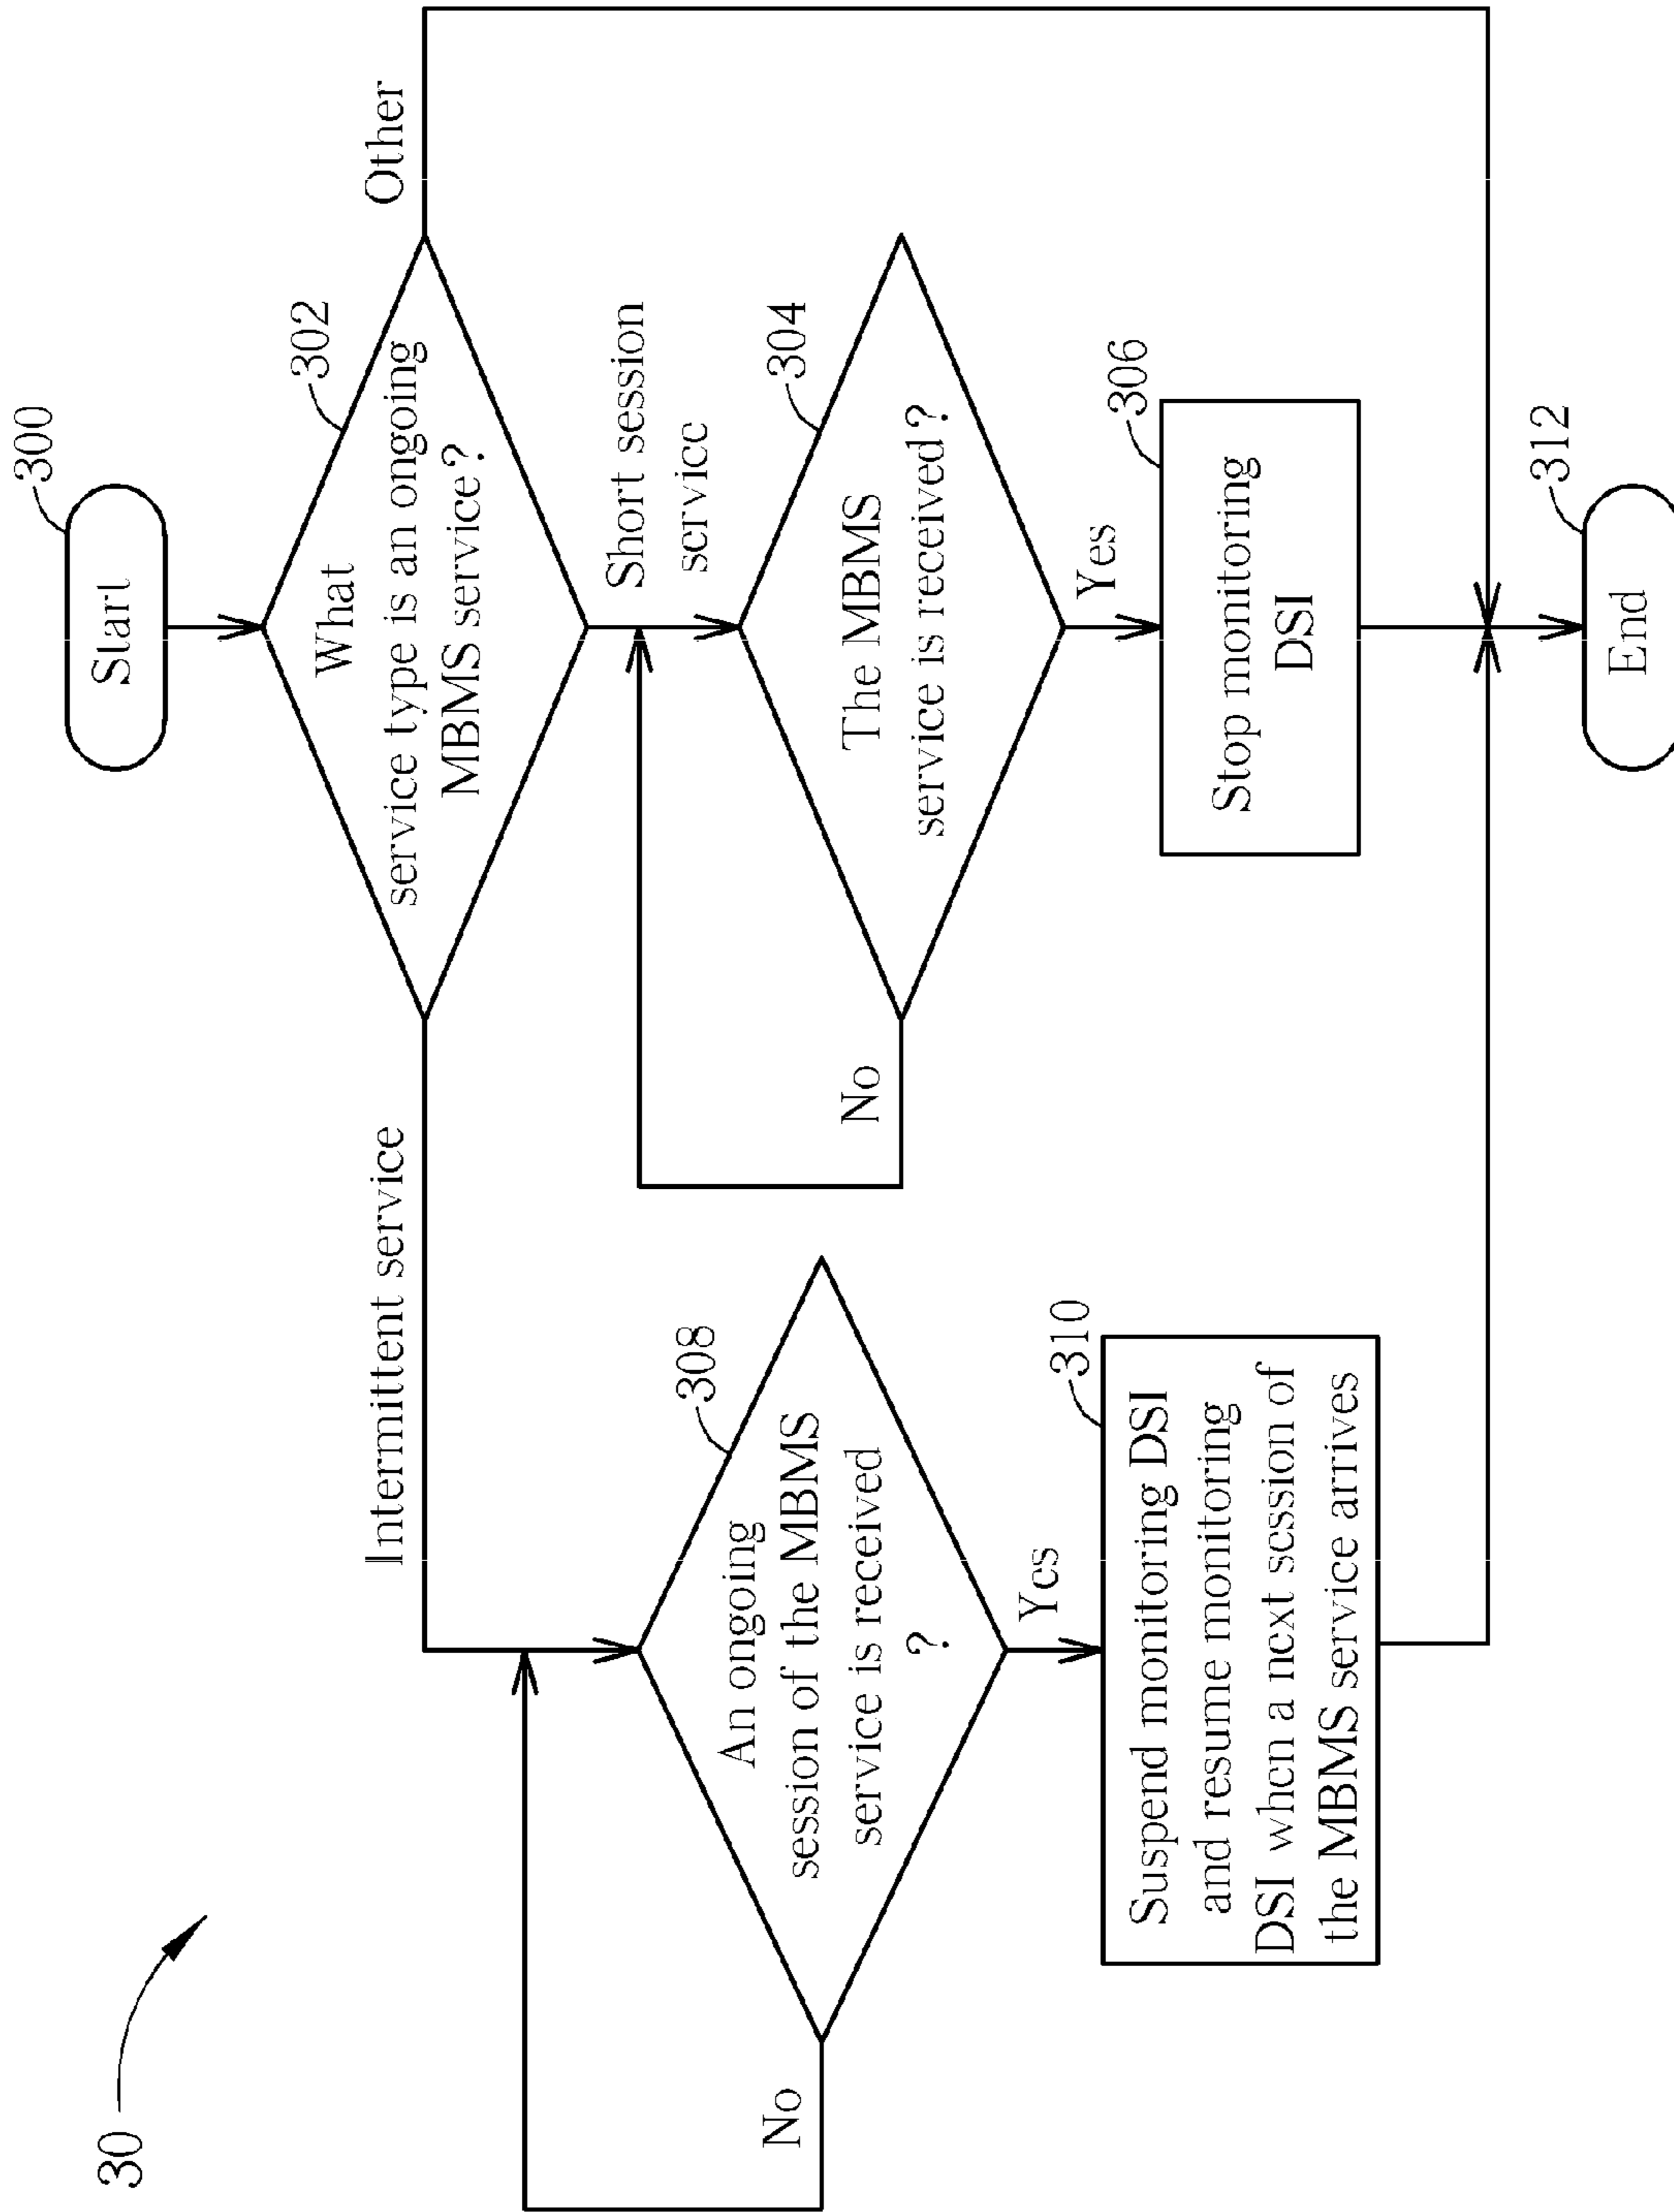 30
Start
300
What
service type is an ongoing
MBMS service?
302
Intermittent service
Other
Short session
service
An ongoing
session of the MBMS
service is received
?
308
No
Yes
The MBMS
service is received?
304
No
Yes
Suspend monitoring DSI
and resume monitoring
DSI when a next session of
the MBMS service arrives
310
Stop monitoring
DSI
306
End
312